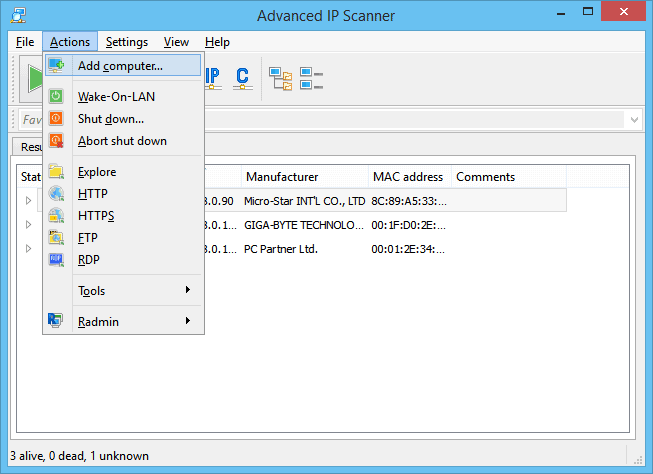 Advanced IP Scanner
File Actions Settings View Help
Add computer...
IP C
Wake-On-LAN
Shut down...
Abort shut down
Explore
HTTP
HTTPS
FTP
RDP
Tools
Radmin
Manufacturer MAC address Comments
3.0.90 Micro-Star INT'L CO., LTD 8C:89:A5:33:...
3.0.1... GIGA-BYTE TECHNOLO... 00:1F:D0:2E:...
3.0.1... PC Partner Ltd. 00:01:2E:34:...
3 alive, 0 dead, 1 unknown